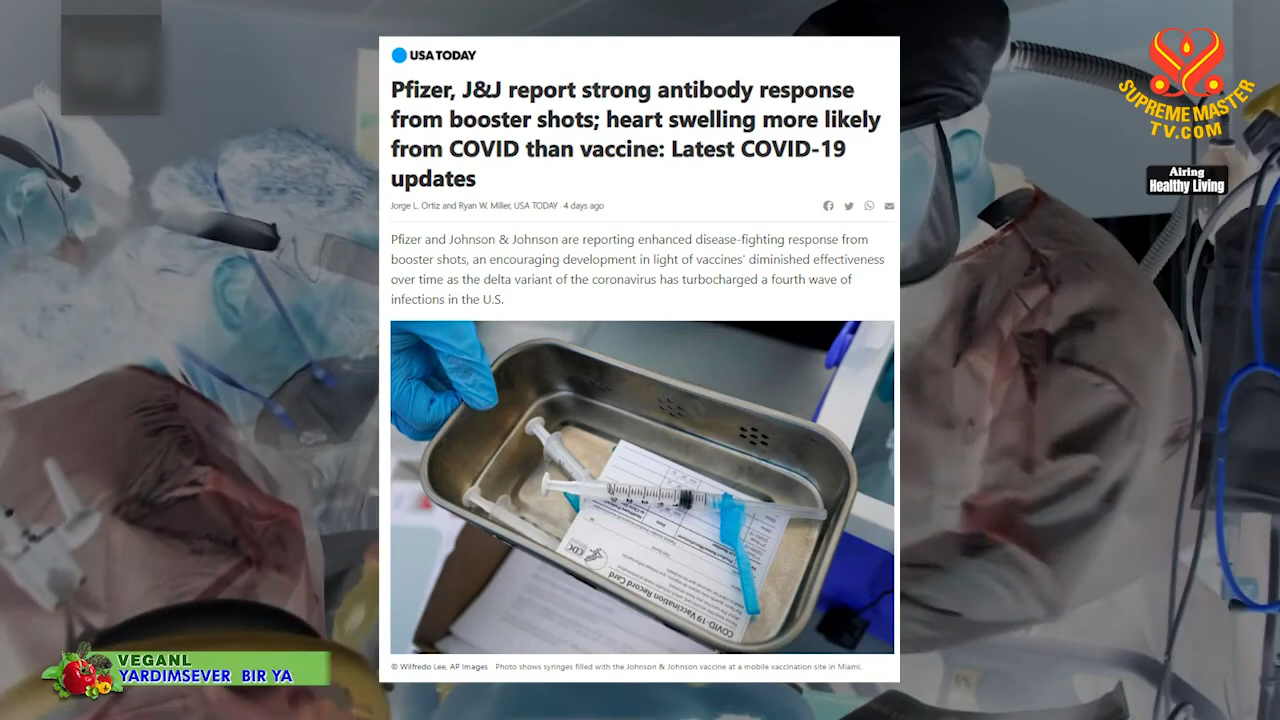 USA TODAY
Pfizer, J&J report strong antibody response
from booster shots; heart swelling more likely
from COVID than vaccine: Latest COVID-19
updates
Jorge L. Ortiz and Ryan W. Miller, USA TODAY · 4 days ago
Pfizer and Johnson & Johnson are reporting enhanced disease-fighting response from
booster shots, an encouraging development in light of vaccines' diminished effectiveness
over time as the delta variant of the coronavirus has turbocharged a fourth wave of
infections in the U.S.
CDC
COVID-19 Vaccination Record Card
© Wilfredo Lee, AP Images Photo shows syringes filled with the Johnson & Johnson vaccine at a mobile vaccination site in Miami.
SUPREME MASTER
TV.COM
Airing
Healthy Living
VEGANL
YARDIMSEVER BIR YA